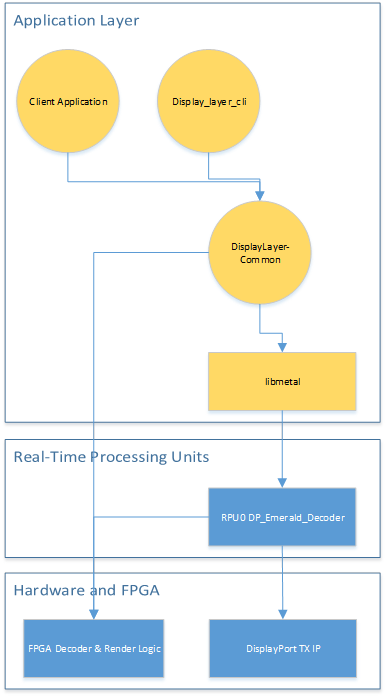 Application Layer
Client Application
Display_layer_cli
DisplayLayer-
Common
libmetal
Real-Time Processing Units
RPU0 DP_Emerald_Decoder
Hardware and FPGA
FPGA Decoder & Render Logic
DisplayPort TX IP